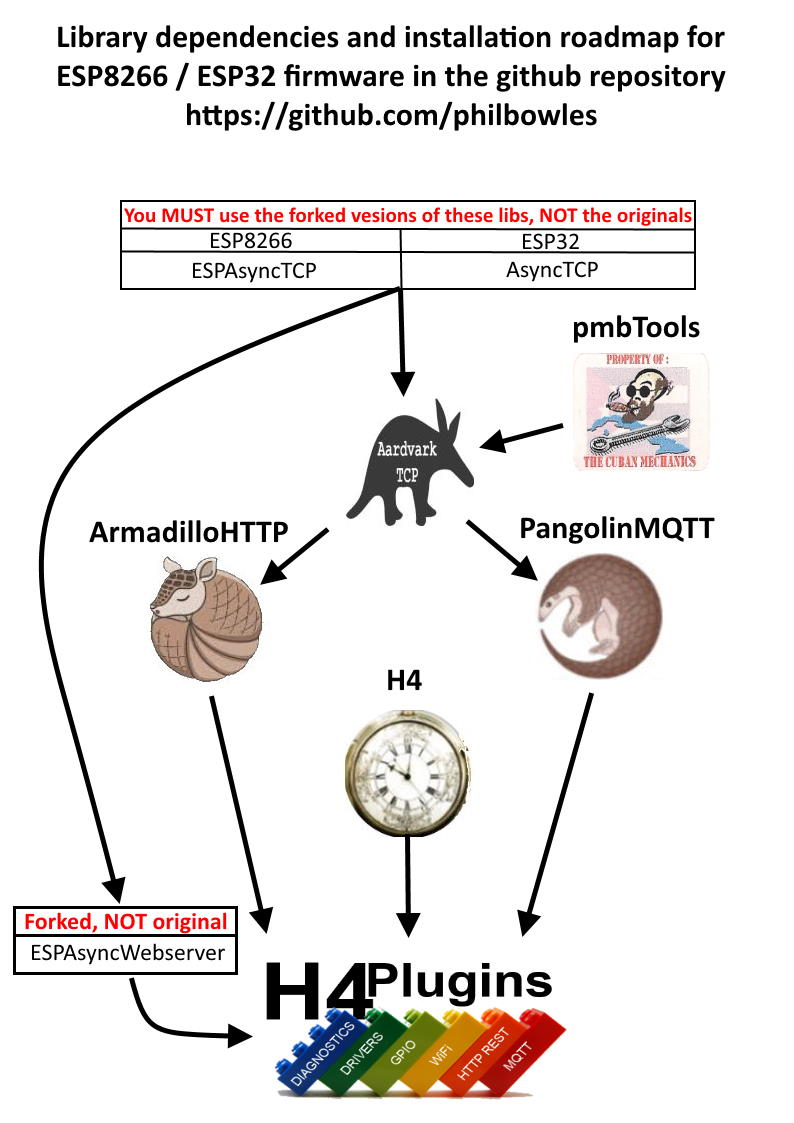 Library dependencies and installation roadmap for
ESP8266 / ESP32 firmware in the github repository
https://github.com/philbowles
You MUST use the forked vesions of these libs, NOT the originals
ESP8266
ESP32
ESPAsyncTCP
AsyncTCP
pmbTools
PROPERTY OF :
THE CUBAN MECHANICS
Aardvark
TCP
ArmadilloHTTP
PangolinMQTT
H4
Forked, NOT original
ESPAsyncWebserver
H4Plugins
DIAGNOSTICS
DRIVERS
GPIO
WiFi
HTTP REST
MQTT